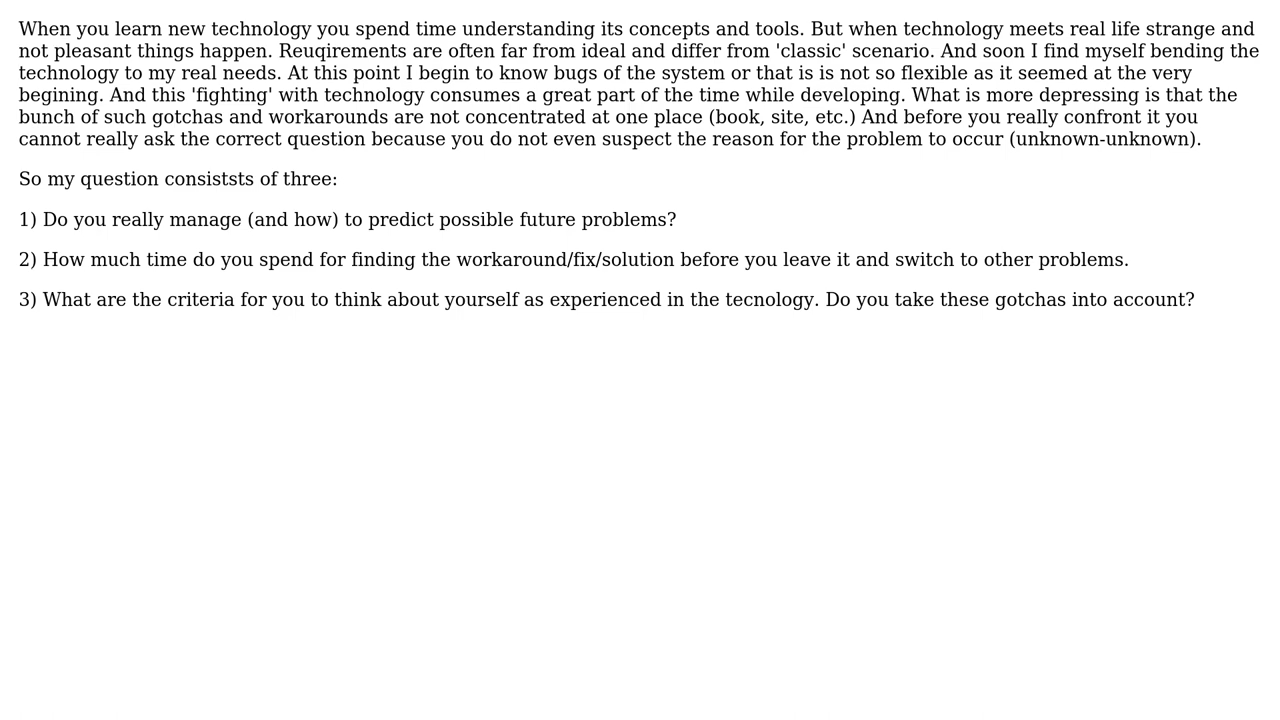 When you learn new technology you spend time understanding its concepts and tools. But when technology meets real life strange and
not pleasant things happen. Reuqirements are often far from ideal and differ from 'classic' scenario. And soon I find myself bending the
technology to my real needs. At this point I begin to know bugs of the system or that is is not so flexible as it seemed at the very
begining. And this 'fighting' with technology consumes a great part of the time while developing. What is more depressing is that the
bunch of such gotchas and workarounds are not concentrated at one place (book, site, etc.) And before you really confront it you
cannot really ask the correct question because you do not even suspect the reason for the problem to occur (unknown-unknown).
So my question consiststs of three:
1) Do you really manage (and how) to predict possible future problems?
2) How much time do you spend for finding the workaround/fix/solution before you leave it and switch to other problems.
3) What are the criteria for you to think about yourself as experienced in the tecnology. Do you take these gotchas into account?